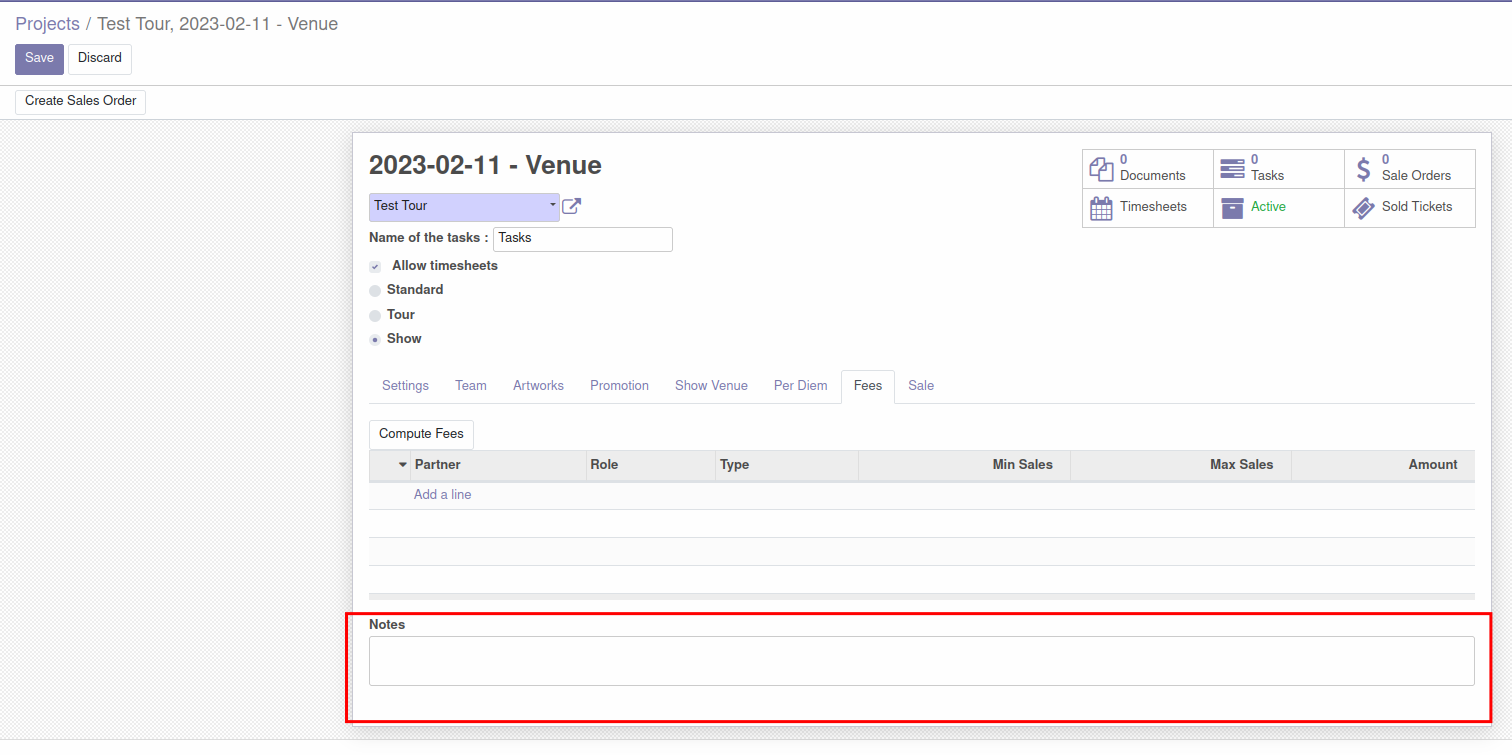 Projects / Test Tour, 2023-02-11 - Venue
Save Discard
Create Sales Order
2023-02-11 - Venue
0 Documents
0 Tasks
$ 0 Sale Orders
Timesheets
Active
Sold Tickets
Test Tour
Name of the tasks : Tasks
Allow timesheets
Standard
Tour
Show
Settings Team Artworks Promotion Show Venue Per Diem Fees Sale
Compute Fees
Partner Role Type Min Sales Max Sales Amount
Add a line
Notes